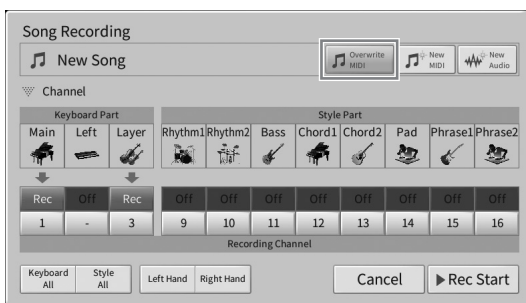 Song Recording
New Song
Overwrite MIDI
New MIDI
New Audio
Channel
Keyboard Part Style Part
Main Left Layer Rhythm1 Rhythm2 Bass Chord1 Chord2 Pad Phrase1 Phrase2
Rec Off Rec Off Off Off Off Off Off Off Off
1 - 3 9 10 11 12 13 14 15 16
Recording Channel
Keyboard All Style All Left Hand Right Hand Cancel Rec Start